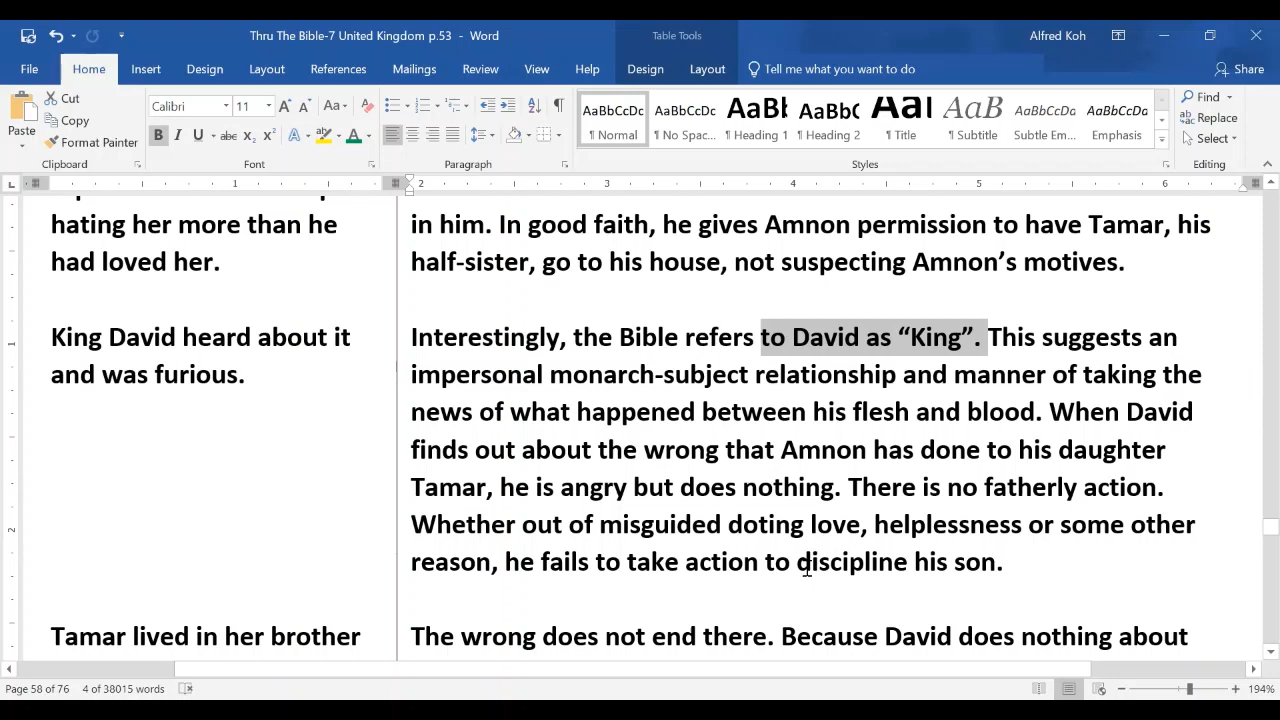 Thru The Bible-7 United Kingdom p.53 - Word
Table Tools
Alfred Koh
File Home Insert Design Layout References Mailings Review View Help Design Layout Tell me what you want to do Share
Paste
Cut
Copy
Format Painter
Clipboard
Calibri 11
Font
Paragraph
AaBbCcDc AaBbCcDc AaBbC AaBbC AaBl AaB AaBbCcDc AaBbCcDc
¶ Normal ¶ No Spac... ¶ Heading 1 ¶ Heading 2 ¶ Title ¶ Subtitle ¶ Subtle Em... ¶ Emphasis
Styles
Find
Replace
Select
Editing
1 2 3 4 5 6
hating her more than he
had loved her.
in him. In good faith, he gives Amnon permission to have Tamar, his
half-sister, go to his house, not suspecting Amnon’s motives.
King David heard about it
and was furious.
Interestingly, the Bible refers to David as “King”. This suggests an
impersonal monarch-subject relationship and manner of taking the
news of what happened between his flesh and blood. When David
finds out about the wrong that Amnon has done to his daughter
Tamar, he is angry but does nothing. There is no fatherly action.
Whether out of misguided doting love, helplessness or some other
reason, he fails to take action to discipline his son.
Tamar lived in her brother
The wrong does not end there. Because David does nothing about
Page 58 of 76 4 of 38015 words 194%